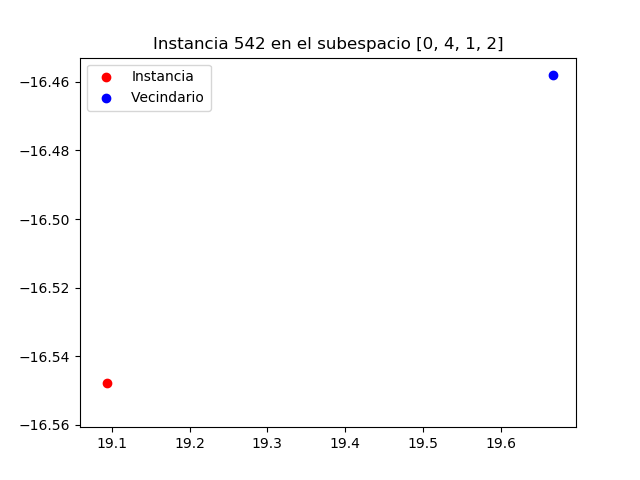 Instancia 542 en el subespacio [0, 4, 1, 2]
Instancia
Vecindario
−16.46
−16.48
−16.50
−16.52
−16.54
−16.56
19.1 19.2 19.3 19.4 19.5 19.6